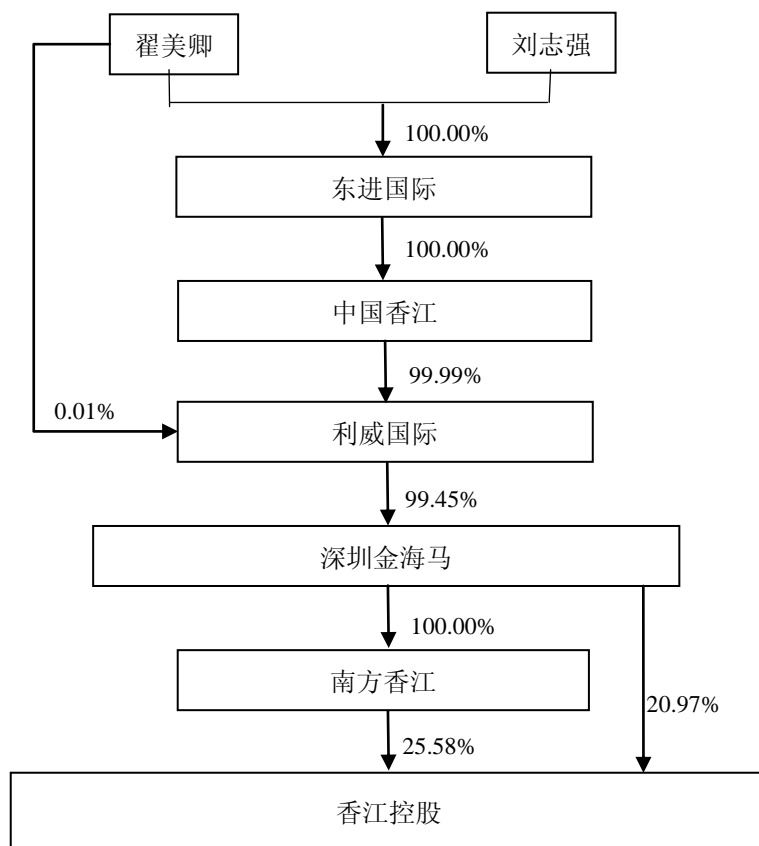 翟美卿
刘志强
100.00%
东进国际
100.00%
中国香江
99.99%
0.01%
利威国际
99.45%
深圳金海马
100.00%
南方香江
20.97%
25.58%
香江控股